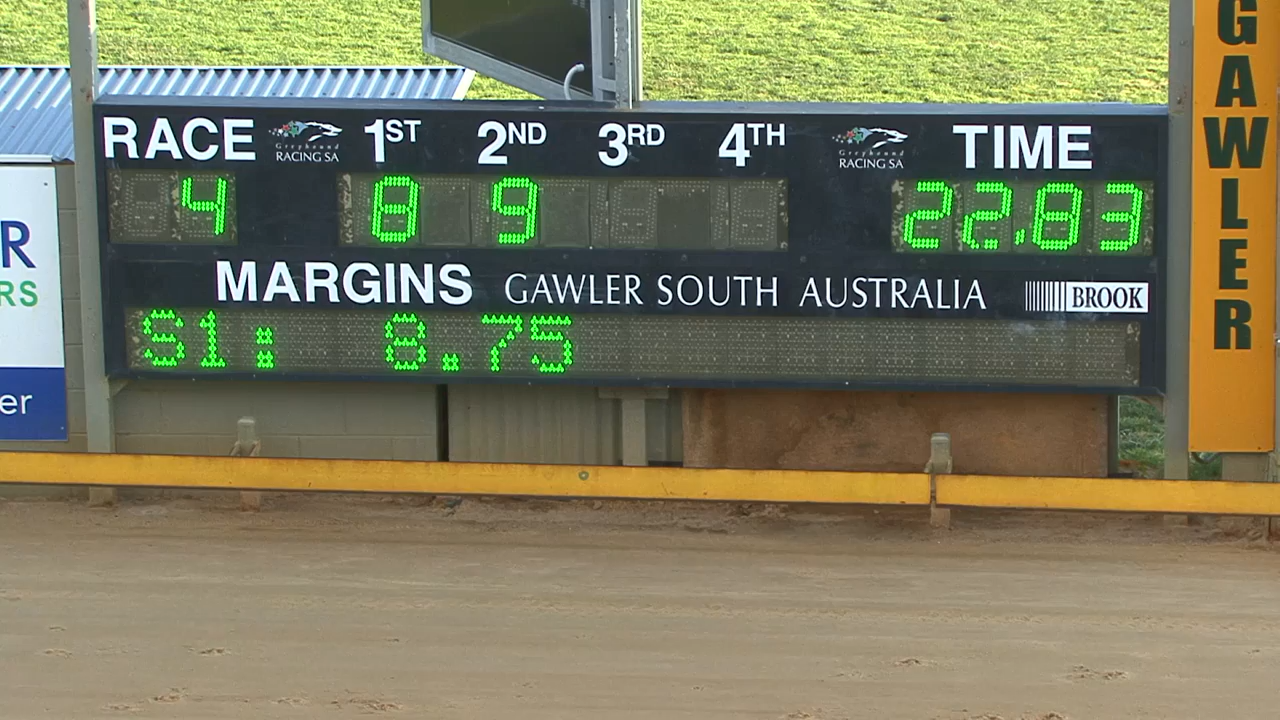 RACE Greyhound RACING SA 1ST 2ND 3RD 4TH Greyhound RACING SA TIME
4 8 9 22.83
MARGINS GAWLER SOUTH AUSTRALIA BROOK
S1: 8.75
GAWLER
R
RS
er